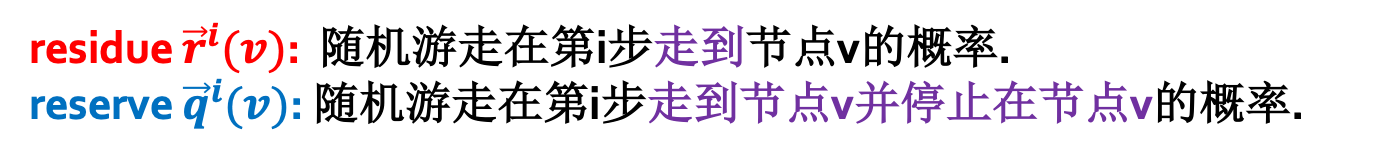 residue $\vec{r}^{i}(v)$: 随机游走在第i步走到节点v的概率.
reserve $\vec{q}^{i}(v)$: 随机游走在第i步走到节点v并停止在节点v的概率.